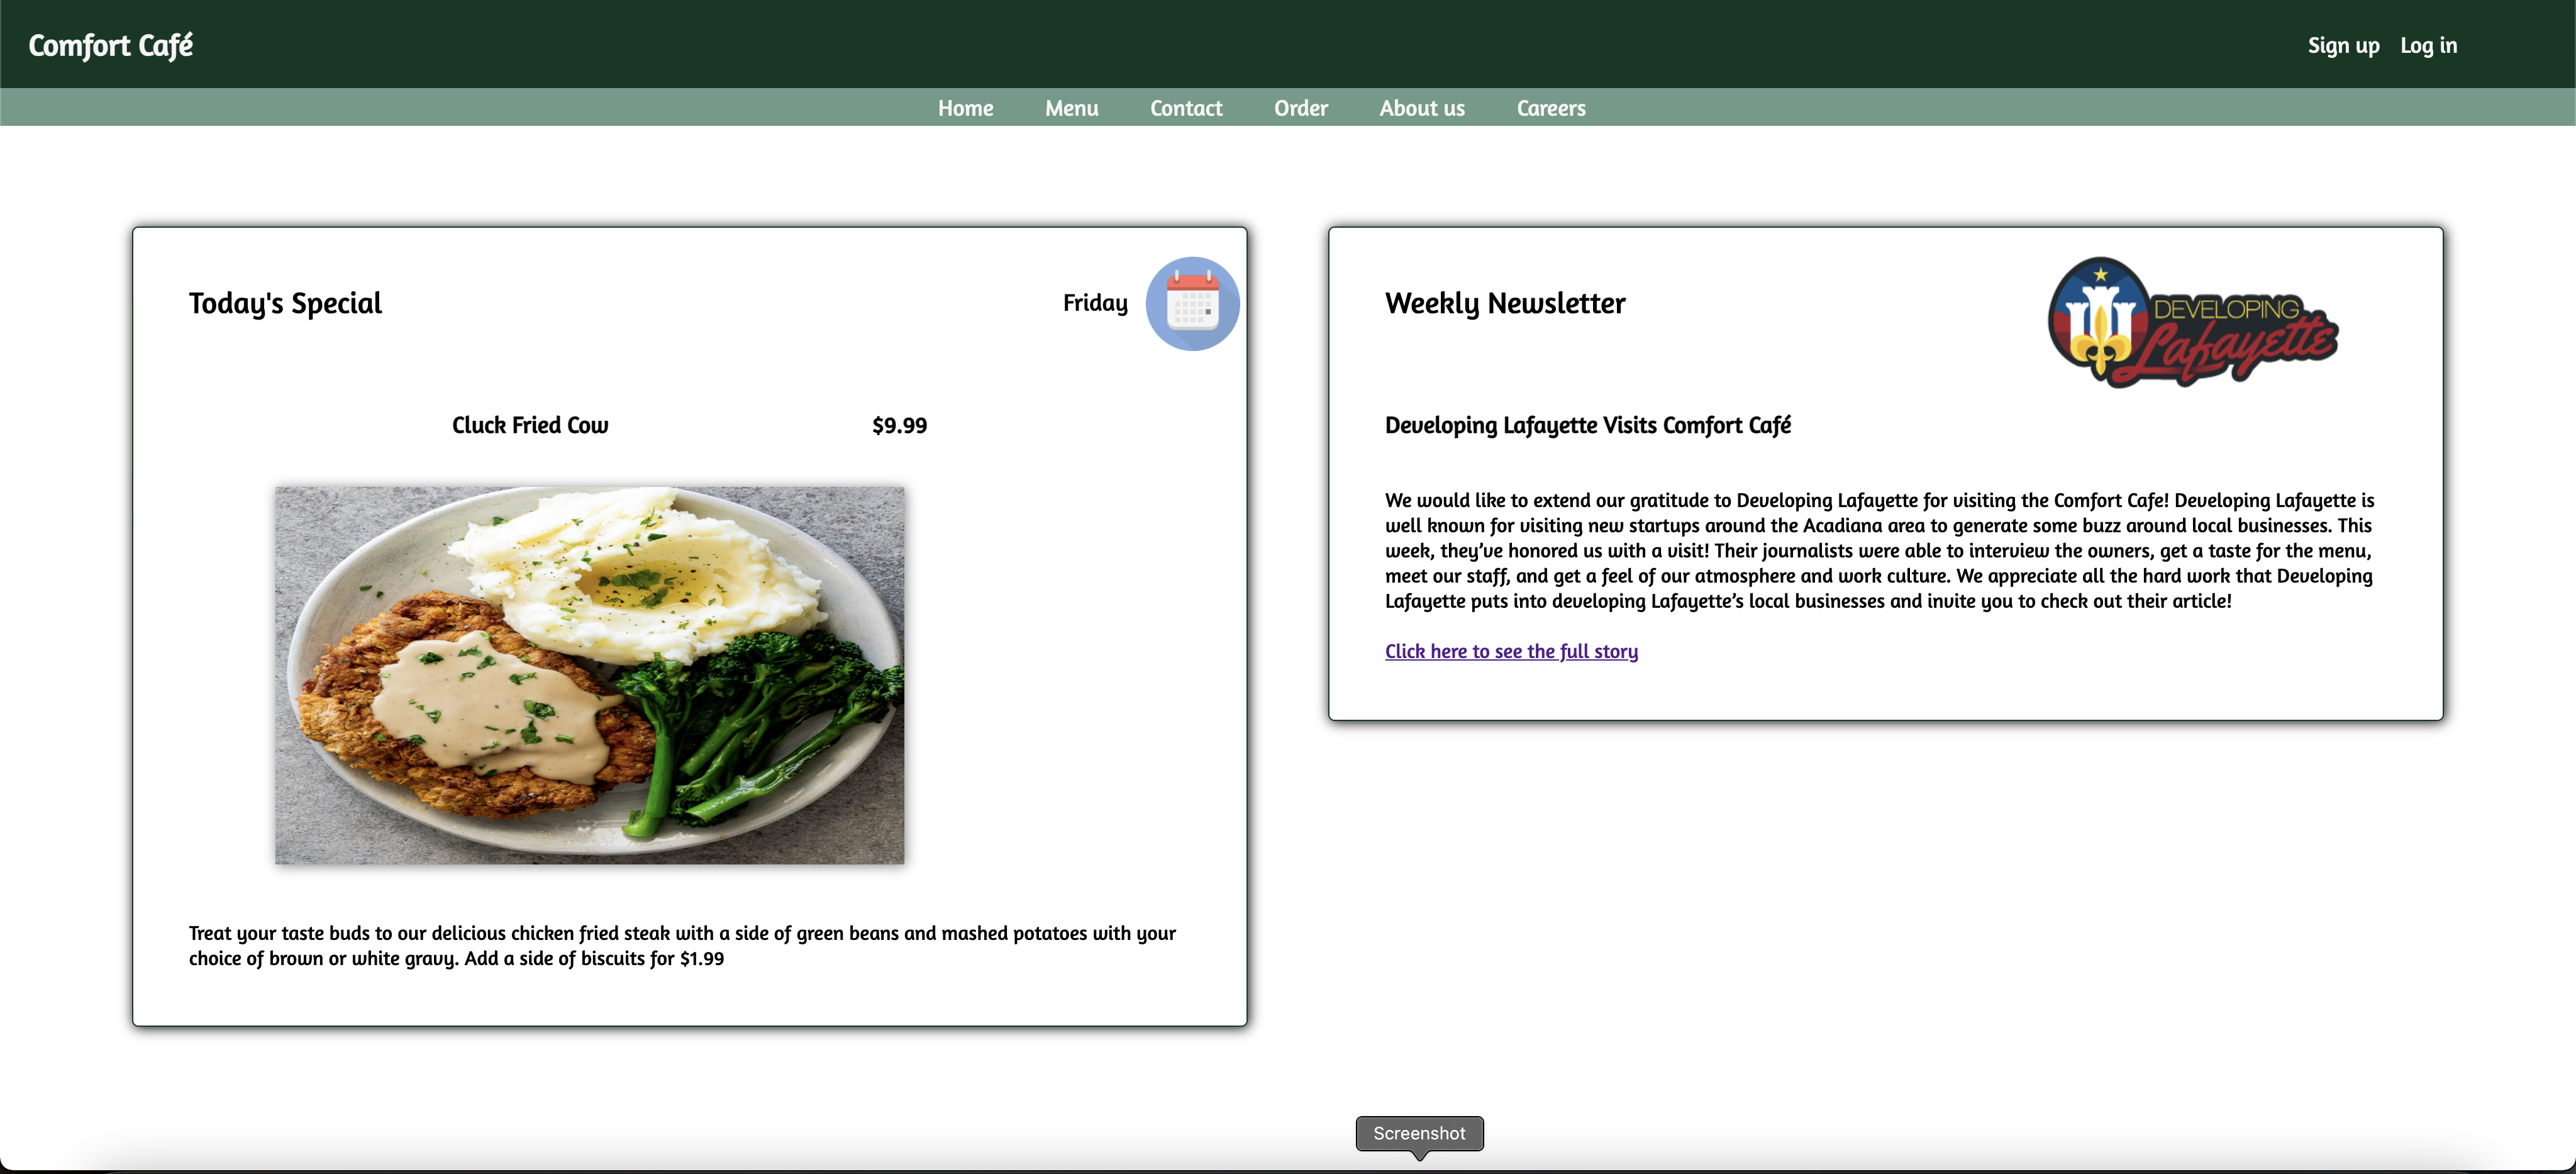 Comfort Café
Sign up Log in
Home Menu Contact Order About us Careers
Today's Special
Friday
Cluck Fried Cow
$9.99
Treat your taste buds to our delicious chicken fried steak with a side of green beans and mashed potatoes with your
choice of brown or white gravy. Add a side of biscuits for $1.99
Weekly Newsletter
DEVELOPING
Lafayette
Developing Lafayette Visits Comfort Café
We would like to extend our gratitude to Developing Lafayette for visiting the Comfort Cafe! Developing Lafayette is
well known for visiting new startups around the Acadiana area to generate some buzz around local businesses. This
week, they’ve honored us with a visit! Their journalists were able to interview the owners, get a taste for the menu,
meet our staff, and get a feel of our atmosphere and work culture. We appreciate all the hard work that Developing
Lafayette puts into developing Lafayette’s local businesses and invite you to check out their article!
Click here to see the full story
Screenshot